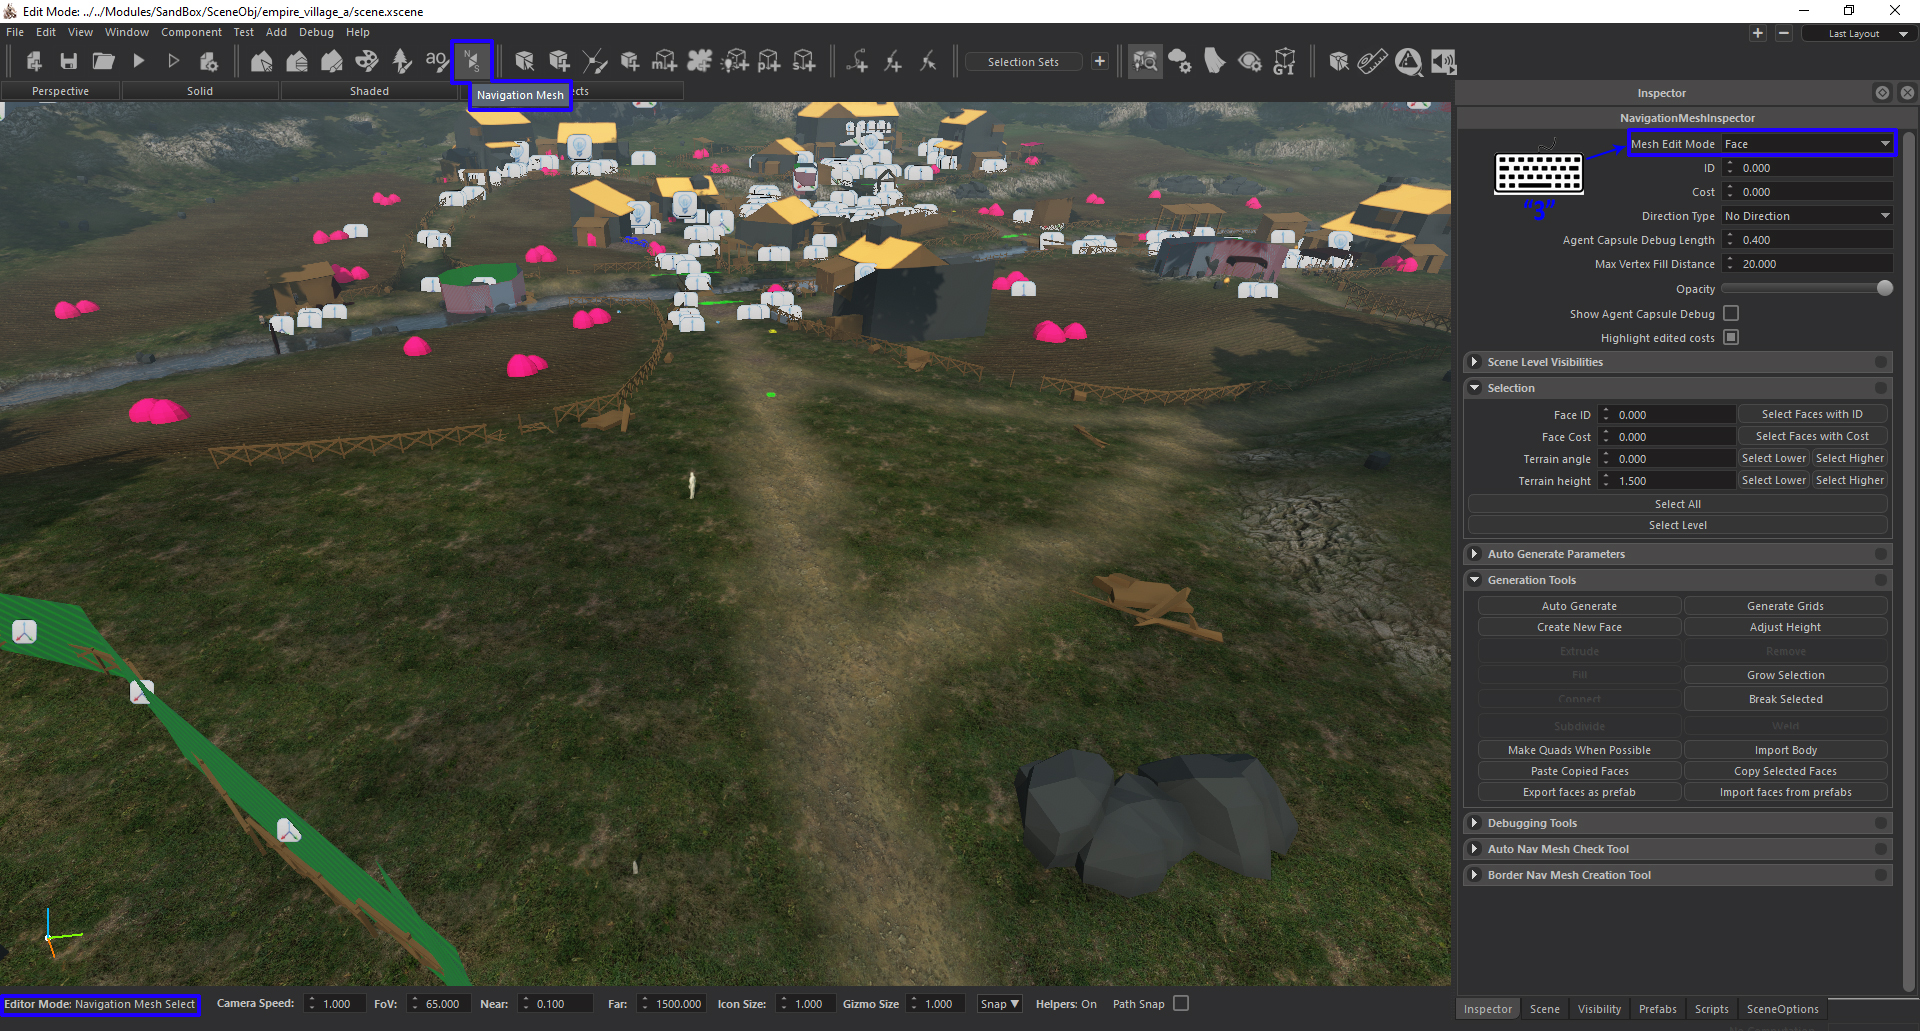 Edit Mode: ../../Modules/SandBox/SceneObj/empire_village_a/scene.xscene
File Edit View Window Component Test Add Debug Help
Last Layout
ao
N
S
Selection Sets
GI
Perspective Solid Shaded ects
Navigation Mesh
Inspector
NavigationMeshInspector
Mesh Edit Mode Face
ID 0.000
Cost 0.000
"3"
Direction Type No Direction
Agent Capsule Debug Length 0.400
Max Vertex Fill Distance 20.000
Opacity
Show Agent Capsule Debug
Highlight edited costs
Scene Level Visibilities
Selection
Face ID 0.000 Select Faces with ID
Face Cost 0.000 Select Faces with Cost
Terrain angle 0.000 Select Lower Select Higher
Terrain height 1.500 Select Lower Select Higher
Select All
Select Level
Auto Generate Parameters
Generation Tools
Auto Generate Generate Grids
Create New Face Adjust Height
Extrude Remove
Fill Grow Selection
Connect Break Selected
Subdivide Weld
Make Quads When Possible Import Body
Paste Copied Faces Copy Selected Faces
Export faces as prefab Import faces from prefabs
Debugging Tools
Auto Nav Mesh Check Tool
Border Nav Mesh Creation Tool
Editor Mode: Navigation Mesh Select Camera Speed: 1.000 FoV: 65.000 Near: 0.100 Far: 1500.000 Icon Size: 1.000 Gizmo Size 1.000 Snap Helpers: On Path Snap
Inspector Scene Visibility Prefabs Scripts SceneOptions